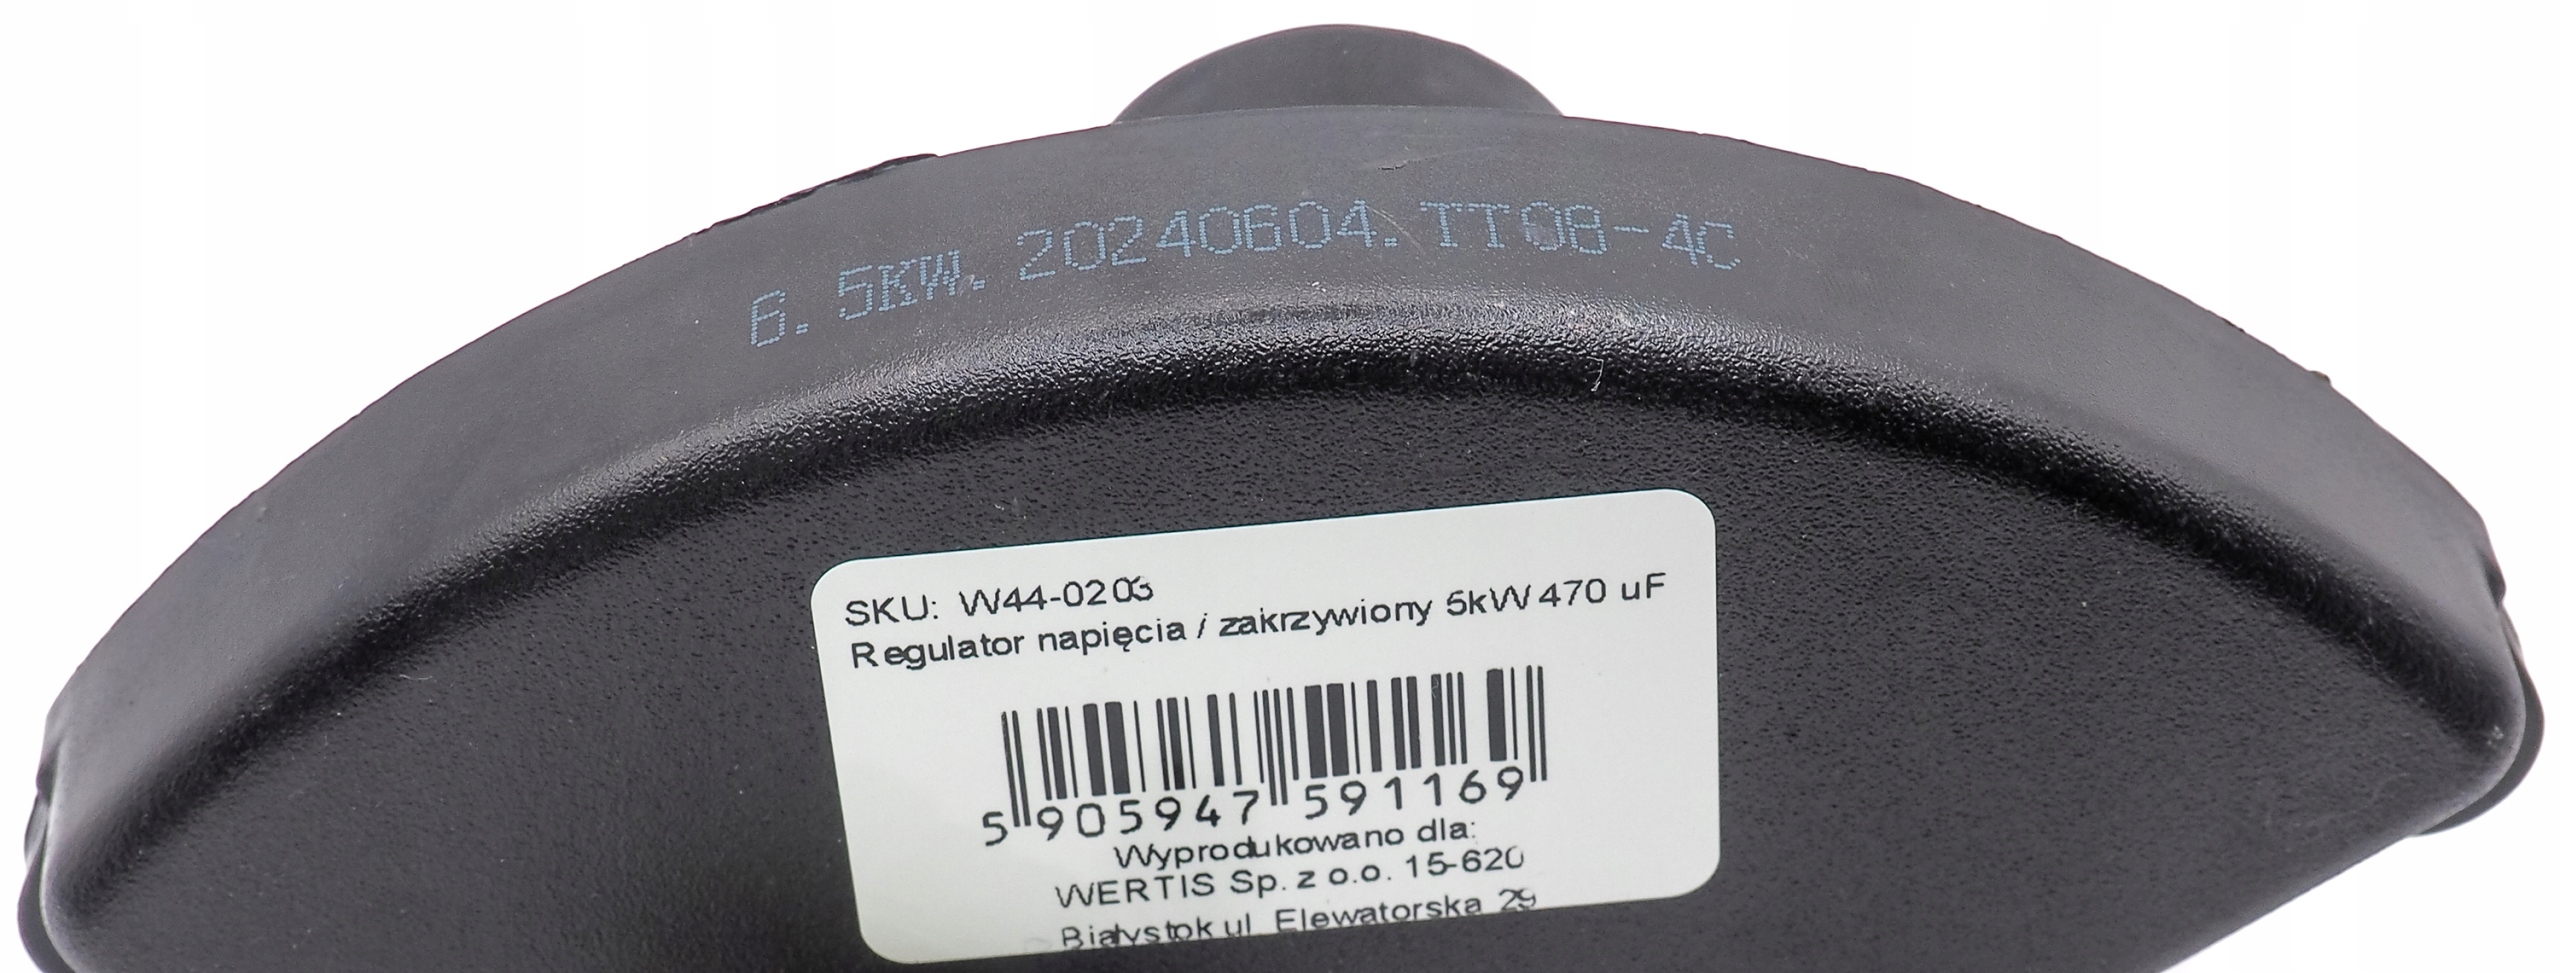 6.5KW.20240604.TT08-4C
SKU: W44-0203
Regulator napięcia / zakrzywiony 5kW 470 uF
5 905947 591169
Wyprodukowano dla:
WERTIS Sp. z o.o. 15-620
Białystok ul Elewatorska 29